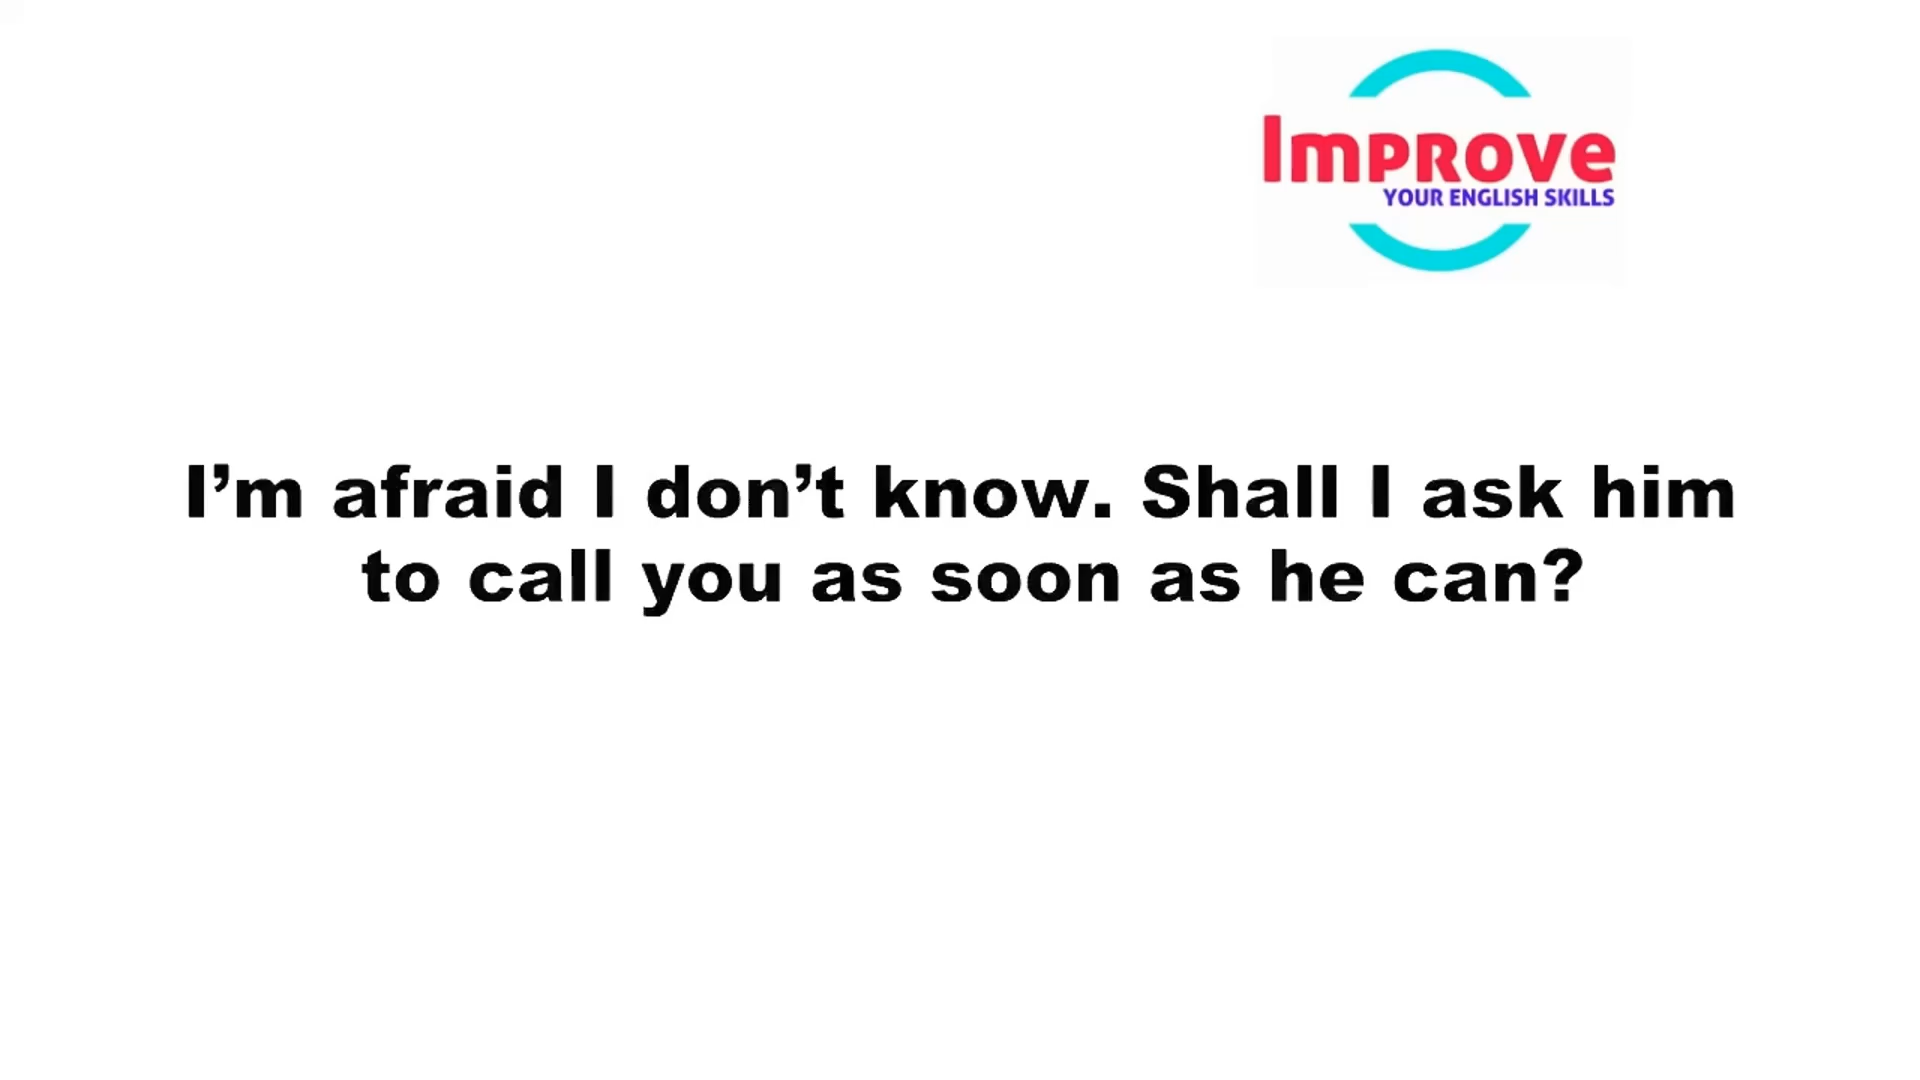 Improve
YOUR ENGLISH SKILLS
I’m afraid I don’t know. Shall I ask him
to call you as soon as he can?